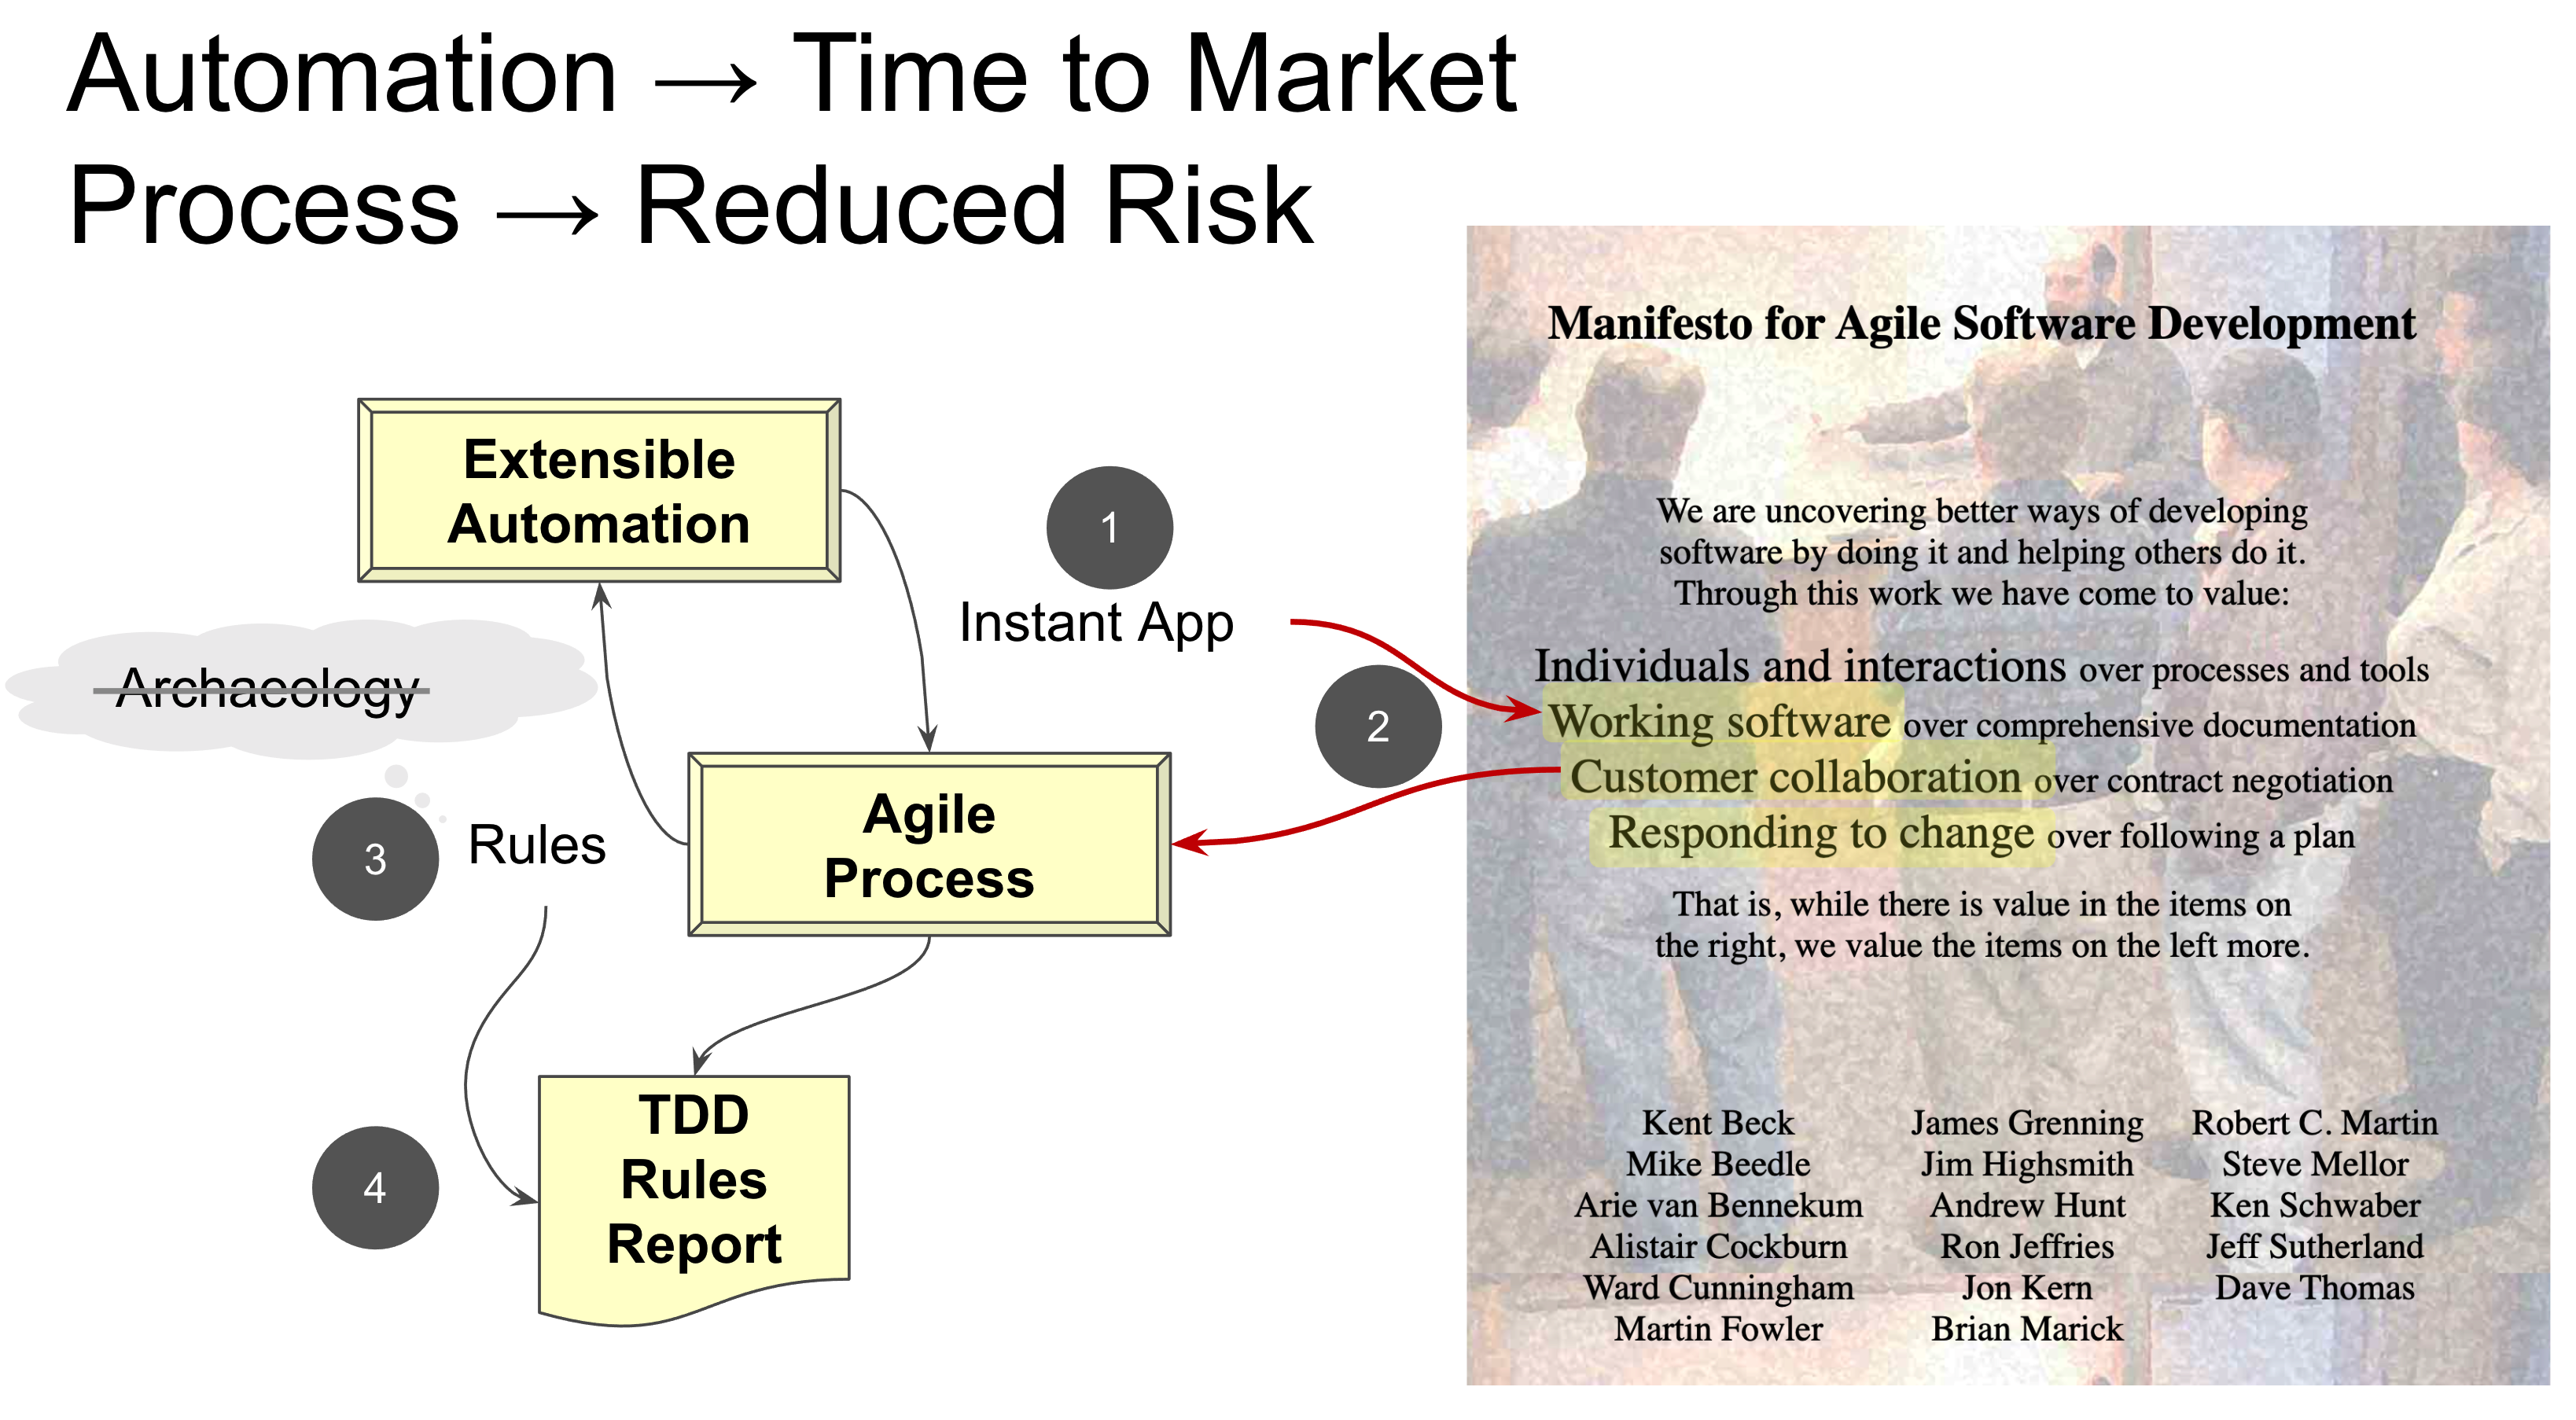 Automation → Time to Market
Process → Reduced Risk
Extensible
Automation
1
Instant App
2
Archaeology
3
Rules
Agile
Process
4
TDD
Rules
Report
Manifesto for Agile Software Development
We are uncovering better ways of developing
software by doing it and helping others do it.
Through this work we have come to value:
Individuals and interactions over processes and tools
Working software over comprehensive documentation
Customer collaboration over contract negotiation
Responding to change over following a plan
That is, while there is value in the items on
the right, we value the items on the left more.
Kent Beck
Mike Beedle
Arie van Bennekum
Alistair Cockburn
Ward Cunningham
Martin Fowler
James Grenning
Jim Highsmith
Andrew Hunt
Ron Jeffries
Jon Kern
Brian Marick
Robert C. Martin
Steve Mellor
Ken Schwaber
Jeff Sutherland
Dave Thomas